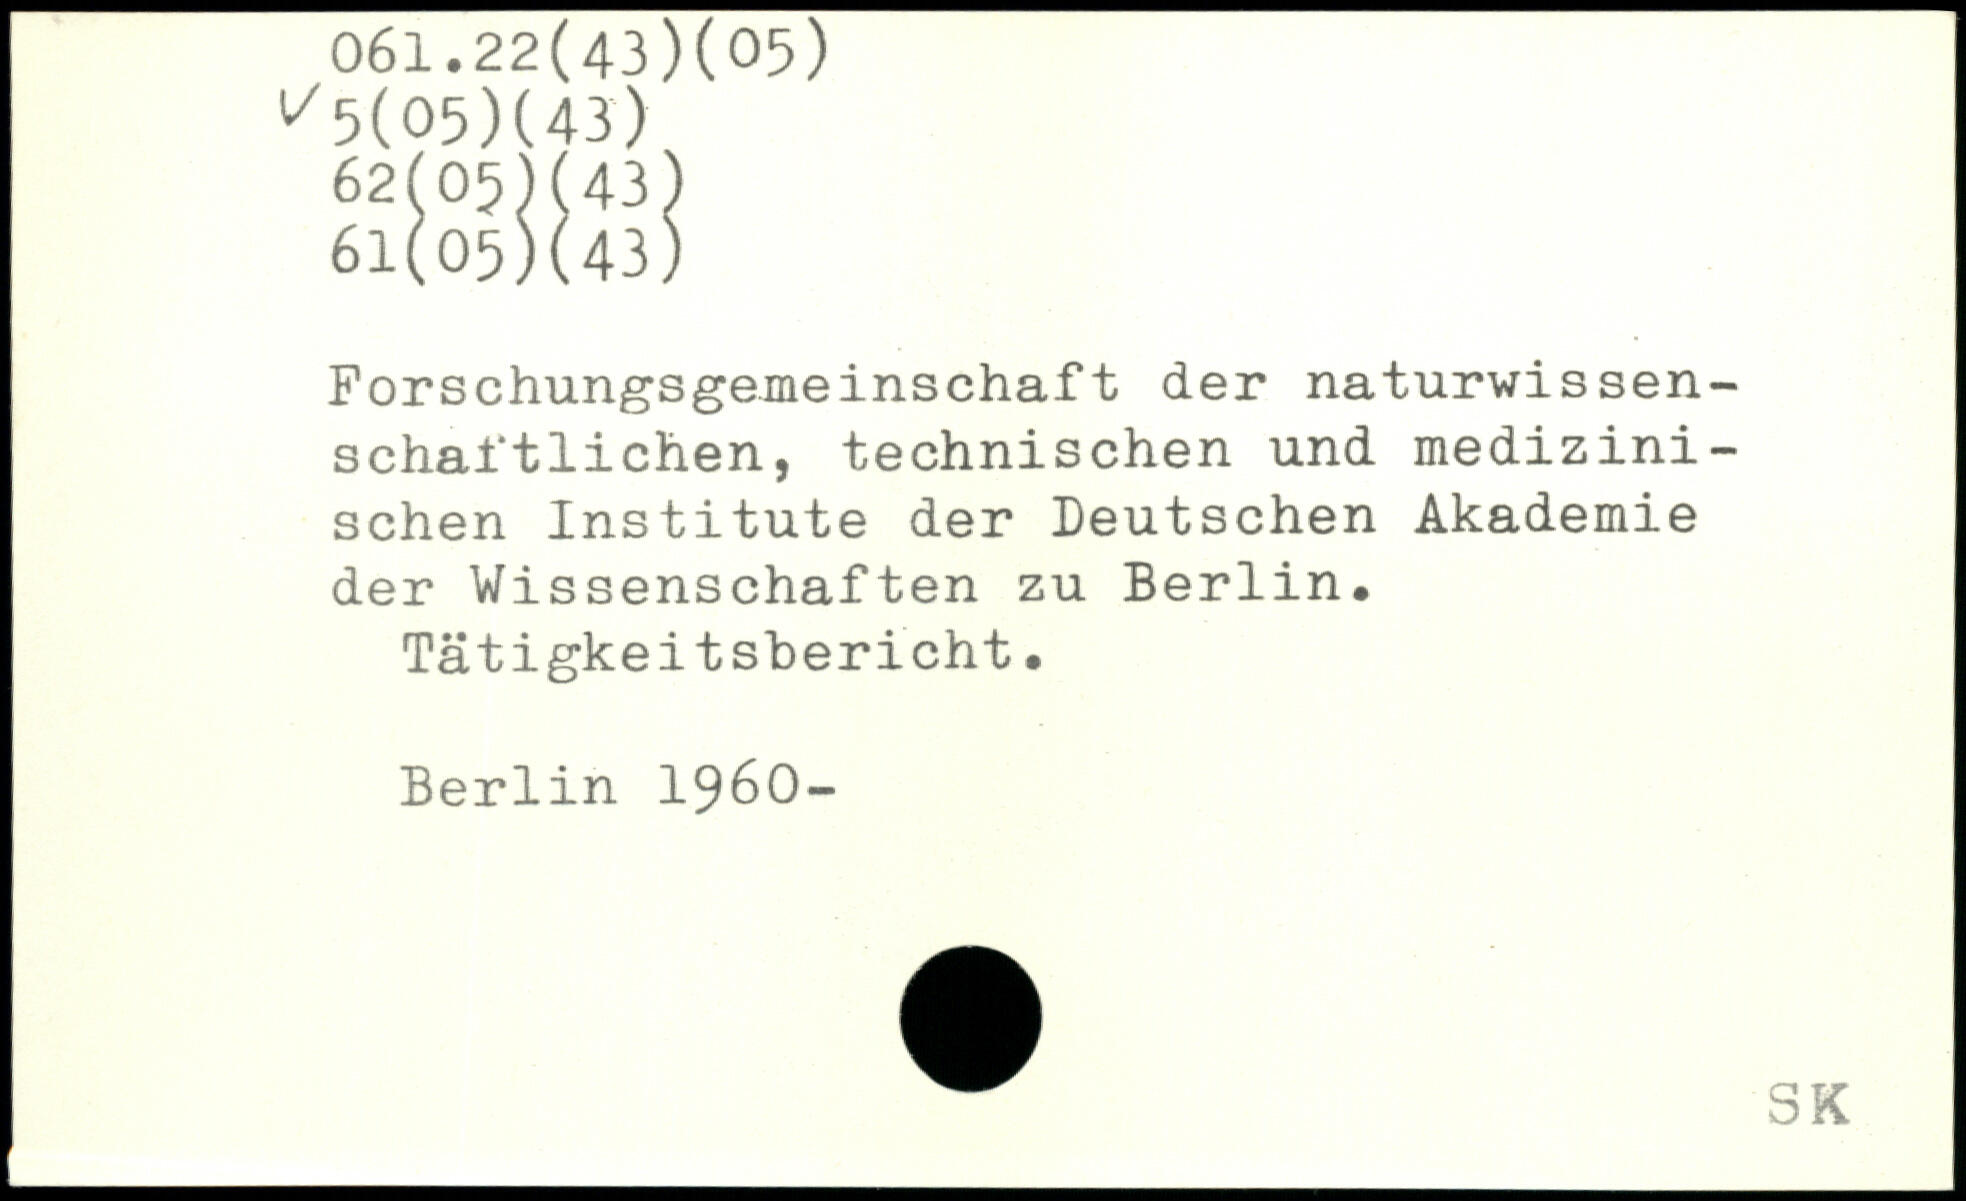 061.22(43)(05)
✓ 5(05)(43)
62(05)(43)
61(05)(43)
Forschungsgemeinschaft der naturwissen-
schaftlichen, technischen und medizini-
schen Institute der Deutschen Akademie
der Wissenschaften zu Berlin.
Tätigkeitsbericht.
Berlin 1960-
SK